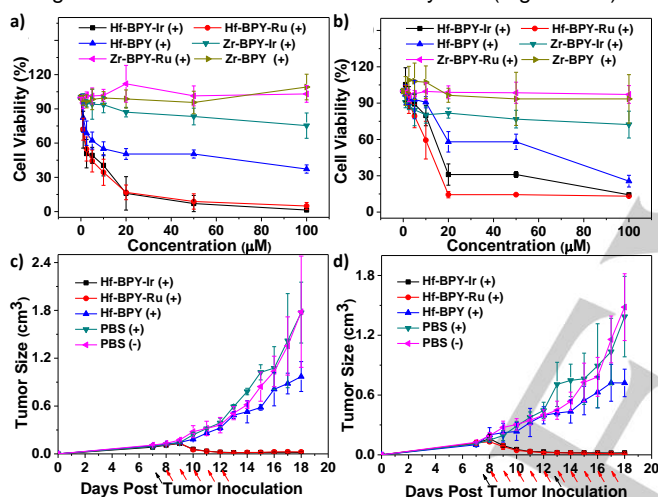 a)
Hf-BPY-Ir (+) Hf-BPY-Ru (+)
Hf-BPY (+) Zr-BPY-Ir (+)
Zr-BPY-Ru (+) Zr-BPY (+)
Cell Viability (%)
150
120
90
60
30
0
0 20 40 60 80 100
Concentration (μM)
b)
Hf-BPY-Ir (+) Hf-BPY-Ru (+)
Hf-BPY (+) Zr-BPY-Ir (+)
Zr-BPY-Ru (+) Zr-BPY (+)
Cell Viability (%)
150
120
90
60
30
0
0 20 40 60 80 100
Concentration (μM)
c)
Hf-BPY-Ir (+)
Hf-BPY-Ru (+)
Hf-BPY (+)
PBS (+)
PBS (-)
Tumor Size (cm³)
2.4
1.8
1.2
0.6
0.0
0 2 4 6 8 10 12 14 16 18 20
Days Post Tumor Inoculation
d)
Hf-BPY-Ir (+)
Hf-BPY-Ru (+)
Hf-BPY (+)
PBS (+)
PBS (-)
Tumor Size (cm³)
1.8
1.2
0.6
0.0
0 2 4 6 8 10 12 14 16 18 20
Days Post Tumor Inoculation